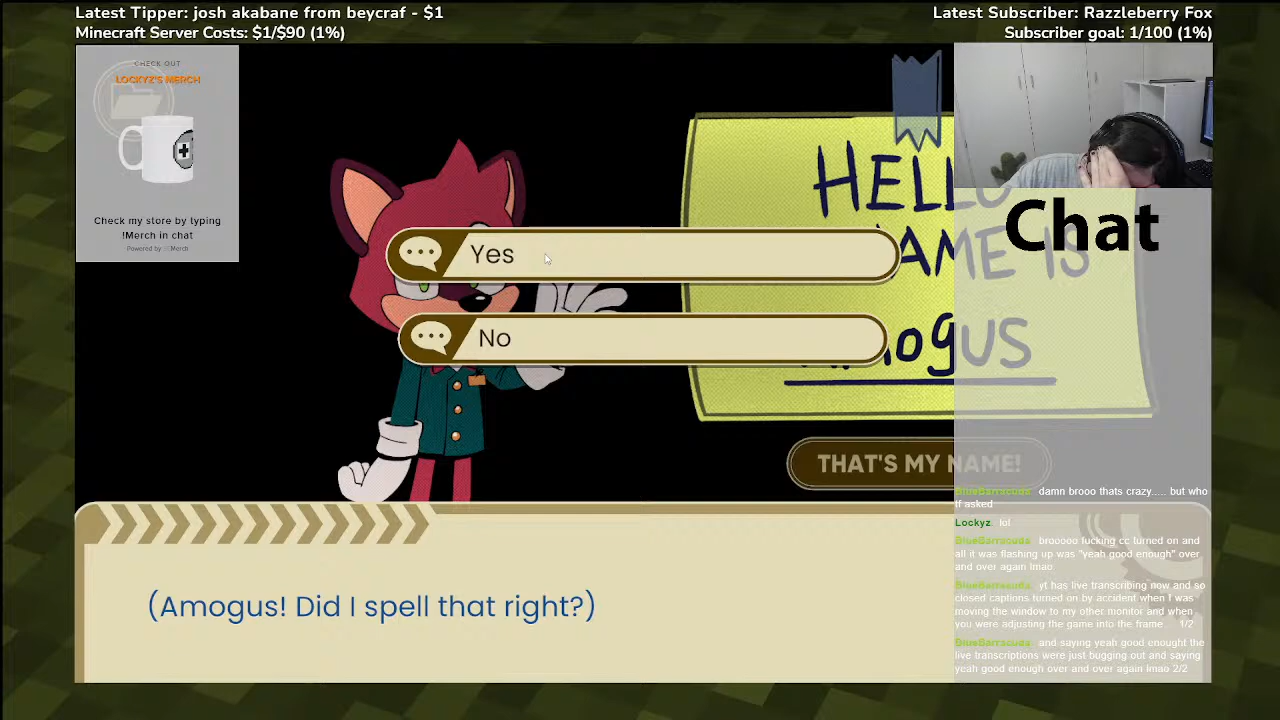 Latest Tipper: josh akabane from beycraf - $1
Latest Subscriber: Razzleberry Fox
Minecraft Server Costs: $1/$90 (1%)
Subscriber goal: 1/100 (1%)
CHECK OUT
LOCKYZ'S MERCH
Check my store by typing
!Merch in chat
Powered by Merch
HELLO
NAME IS
Amogus
Yes
No
THAT'S MY NAME!
(Amogus! Did I spell that right?)
Chat
BlueBarracuda damn brooo thats crazy..... but who
tf asked
Lockyz lol
BlueBarracuda brooooo fucking cc turned on and
all it was flashing up was "yeah good enough" over
and over again lmao
BlueBarracuda yt has live transcribing now and so
closed captions turned on by accident when I was
moving the window to my other monitor and when
you were adjusting the game into the frame... 1/2
BlueBarracuda and saying yeah good enought the
live transcriptions were just bugging out and saying
yeah good enough over and over again lmao 2/2